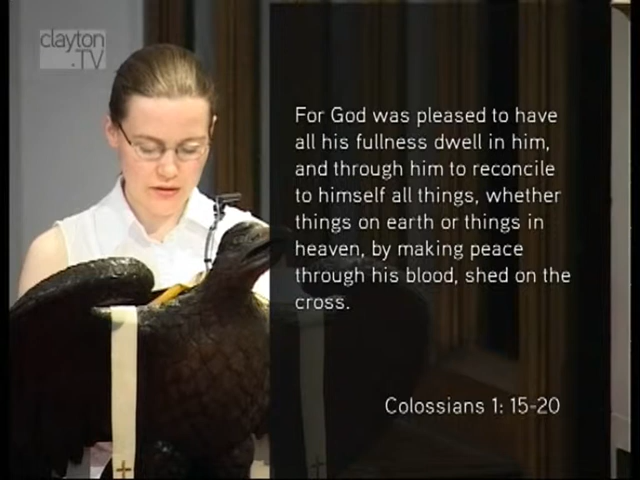 clayton
.TV
For God was pleased to have
all his fullness dwell in him,
and through him to reconcile
to himself all things, whether
things on earth or things in
heaven, by making peace
through his blood, shed on the
cross.
Colossians 1: 15-20